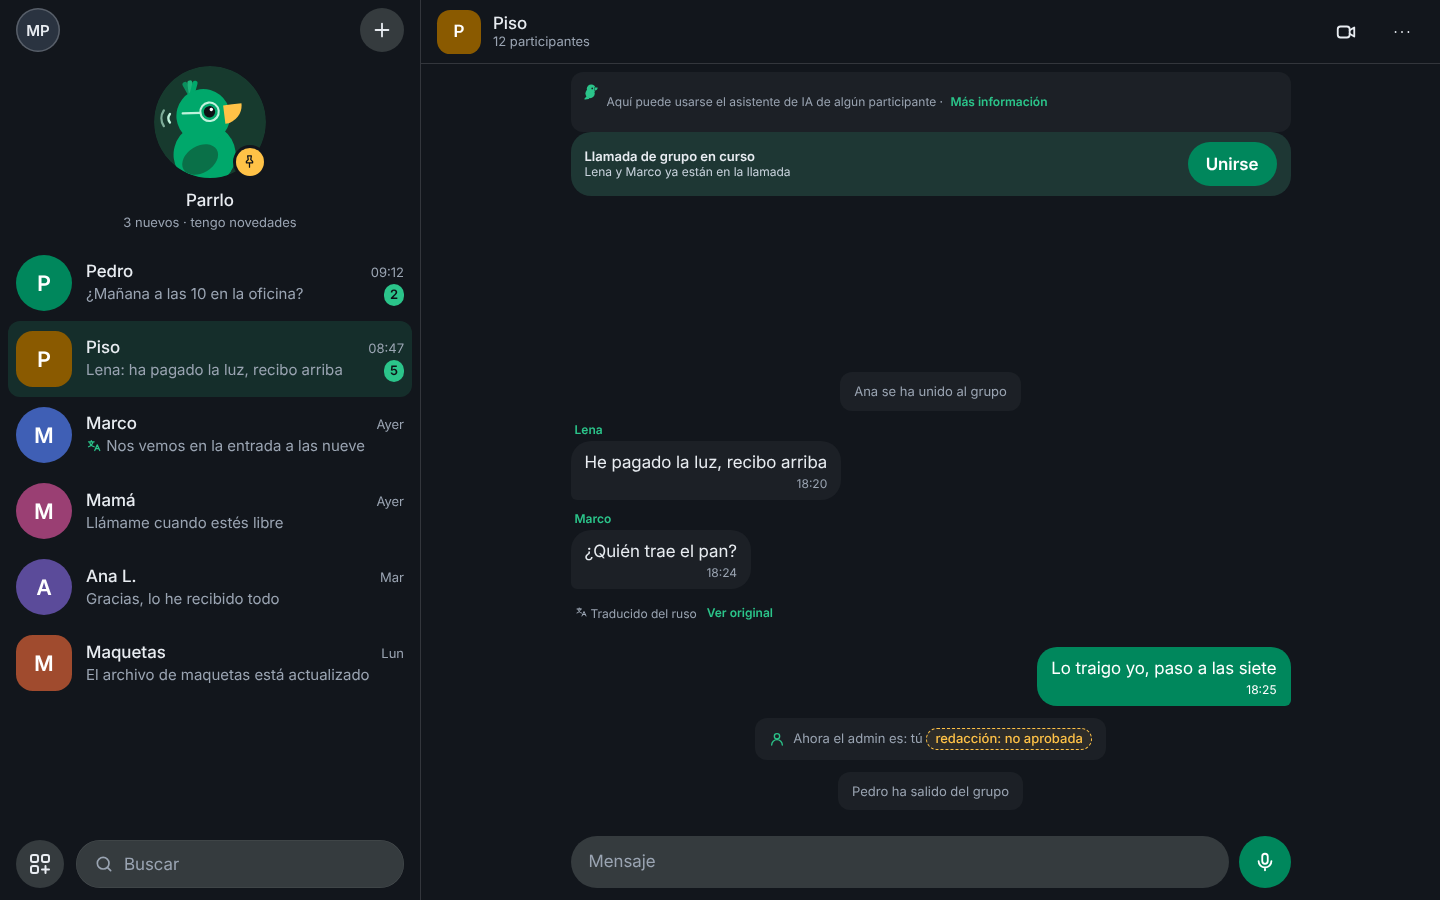 MP
Parrlo
3 nuevos · tengo novedades
P
Pedro
09:12
¿Mañana a las 10 en la oficina?
2
P
Piso
08:47
Lena: ha pagado la luz, recibo arriba
5
M
Marco
Ayer
Nos vemos en la entrada a las nueve
M
Mamá
Ayer
Llámame cuando estés libre
A
Ana L.
Mar
Gracias, lo he recibido todo
M
Maquetas
Lun
El archivo de maquetas está actualizado
Buscar
P
Piso
12 participantes
Aquí puede usarse el asistente de IA de algún participante · Más información
Llamada de grupo en curso
Lena y Marco ya están en la llamada
Unirse
Ana se ha unido al grupo
Lena
He pagado la luz, recibo arriba
18:20
Marco
¿Quién trae el pan?
18:24
Traducido del ruso Ver original
Lo traigo yo, paso a las siete
18:25
Ahora el admin es: tú redacción: no aprobada
Pedro ha salido del grupo
Mensaje